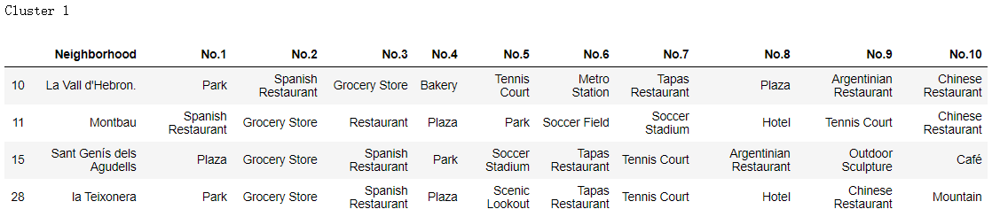 Cluster 1
Neighborhood No.1 No.2 No.3 No.4 No.5 No.6 No.7 No.8 No.9 No.10
10 La Vall d'Hebron. Park Spanish Restaurant Grocery Store Bakery Tennis Court Metro Station Tapas Restaurant Plaza Argentinian Restaurant Chinese Restaurant
11 Montbau Spanish Restaurant Grocery Store Restaurant Plaza Park Soccer Field Soccer Stadium Hotel Tennis Court Chinese Restaurant
15 Sant Genís dels Agudells Plaza Grocery Store Spanish Restaurant Park Soccer Stadium Tapas Restaurant Tennis Court Argentinian Restaurant Outdoor Sculpture Café
28 la Teixonera Park Grocery Store Spanish Restaurant Plaza Scenic Lookout Tapas Restaurant Tennis Court Hotel Chinese Restaurant Mountain